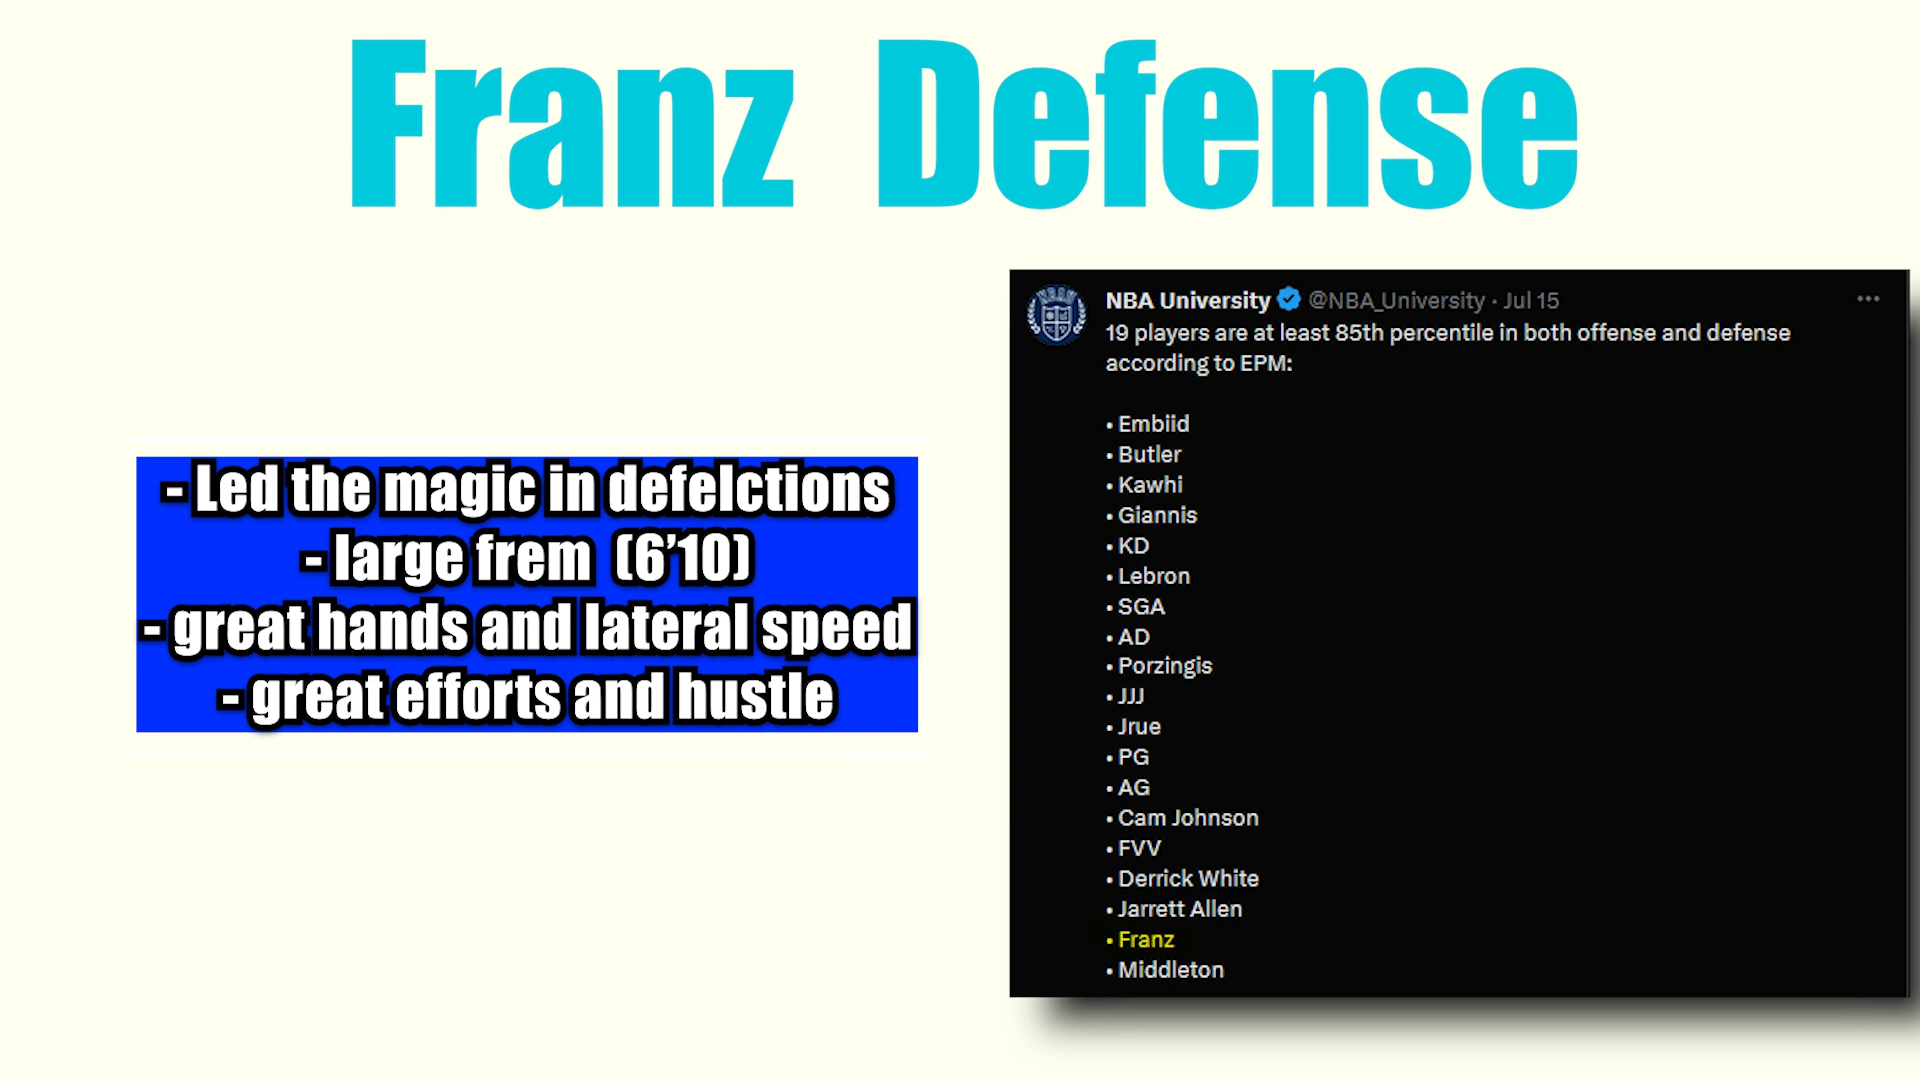 Franz Defense
- Led the magic in defelctions
- large frem (6’10)
- great hands and lateral speed
- great efforts and hustle
NBA University @NBA_University · Jul 15
19 players are at least 85th percentile in both offense and defense
according to EPM:
• Embiid
• Butler
• Kawhi
• Giannis
• KD
• Lebron
• SGA
• AD
• Porzingis
• JJJ
• Jrue
• PG
• AG
• Cam Johnson
• FVV
• Derrick White
• Jarrett Allen
• Franz
• Middleton